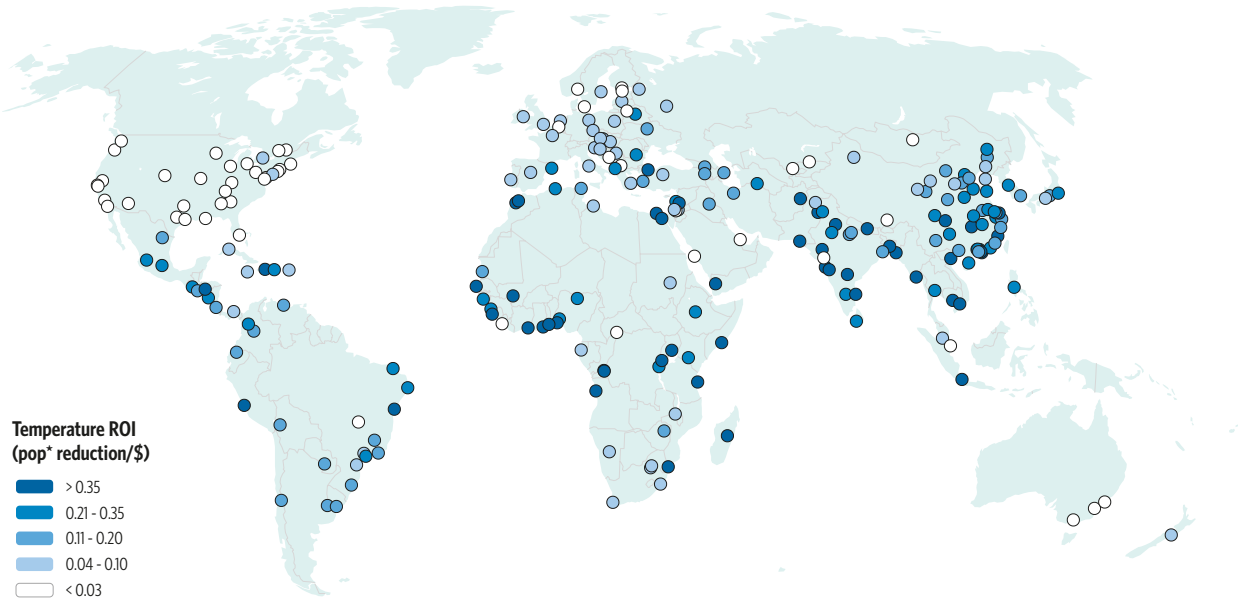 Temperature ROI
(pop* reduction/$)
> 0.35
0.21 - 0.35
0.11 - 0.20
0.04 - 0.10
< 0.03